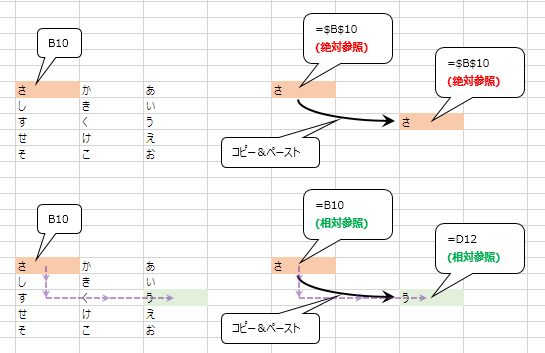 B10
=$B$10
(絶対参照)
=$B$10
(絶対参照)
さ か あ
し き い
す く う
せ け え
そ こ お
さ
さ
コピー＆ペースト
B10
=B10
(相対参照)
=D12
(相対参照)
さ か あ
し き い
す く う
せ け え
そ こ お
さ
う
コピー＆ペースト